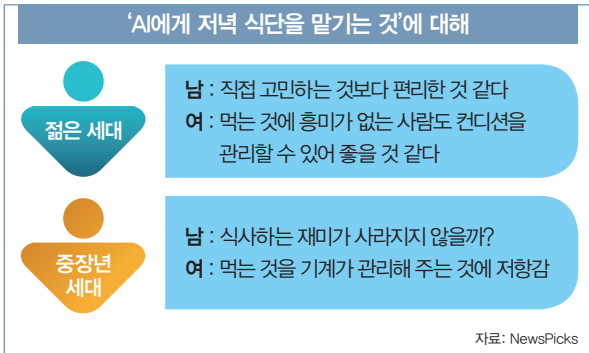 ‘AI에게 저녁 식단을 맡기는 것’에 대해
젊은 세대
남 : 직접 고민하는 것보다 편리한 것 같다
여 : 먹는 것에 흥미가 없는 사람도 컨디션을
관리할 수 있어 좋을 것 같다
중장년
세대
남 : 식사하는 재미가 사라지지 않을까?
여 : 먹는 것을 기계가 관리해 주는 것에 저항감
자료: NewsPicks